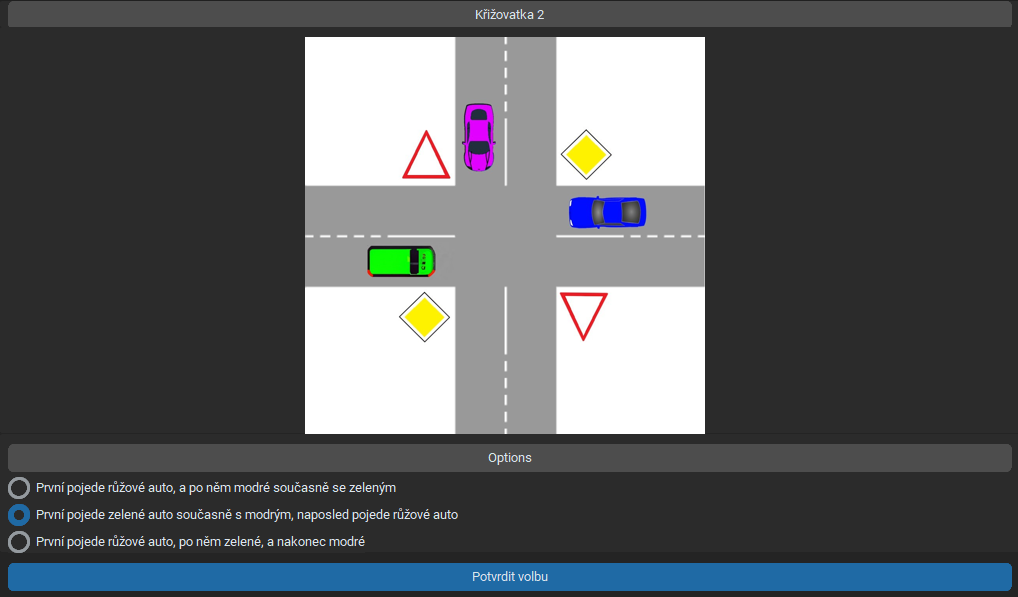 Křižovatka 2
Options
První pojede růžové auto, a po něm modré současně se zeleným
První pojede zelené auto současně s modrým, naposled pojede růžové auto
První pojede růžové auto, po něm zelené, a nakonec modré
Potvrdit volbu